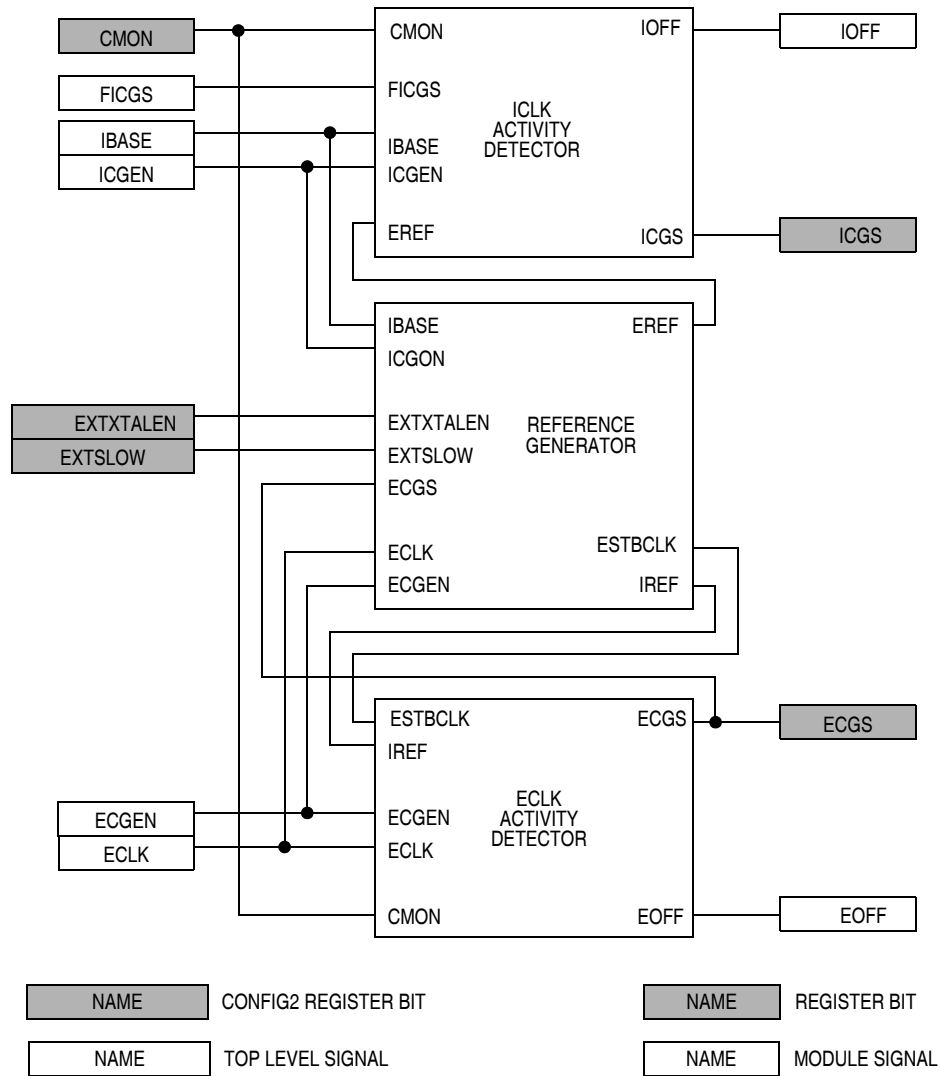 CMON
FICGS
IBASE
ICGEN
CMON
FICGS
IBASE
ICGEN
EREF
ICLK
ACTIVITY
DETECTOR
IOFF
ICGS
IOFF
ICGS
EXTXTALEN
EXTSLOW
IBASE
ICGON
EXTXTALEN
EXTSLOW
ECGS
ECLK
ECGEN
REFERENCE
GENERATOR
EREF
ESTBCLK
IREF
ECGEN
ECLK
ESTBCLK
IREF
ECGEN
ECLK
CMON
ECLK
ACTIVITY
DETECTOR
ECGS
EOFF
ECGS
EOFF
NAME CONFIG2 REGISTER BIT
NAME REGISTER BIT
NAME TOP LEVEL SIGNAL
NAME MODULE SIGNAL